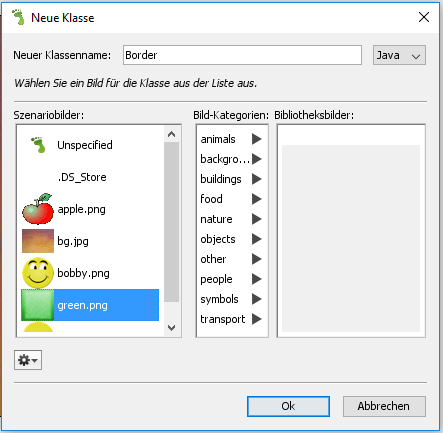 Neue Klasse
Neuer Klassenname: Border Java
Wählen Sie ein Bild für die Klasse aus der Liste aus.
Szenariobilder: Bild-Kategorien: Bibliotheksbilder:
Unspecified
.DS_Store
apple.png
bg.jpg
bobby.png
green.png
animals
backgro...
buildings
food
nature
objects
other
people
symbols
transport
Ok Abbrechen